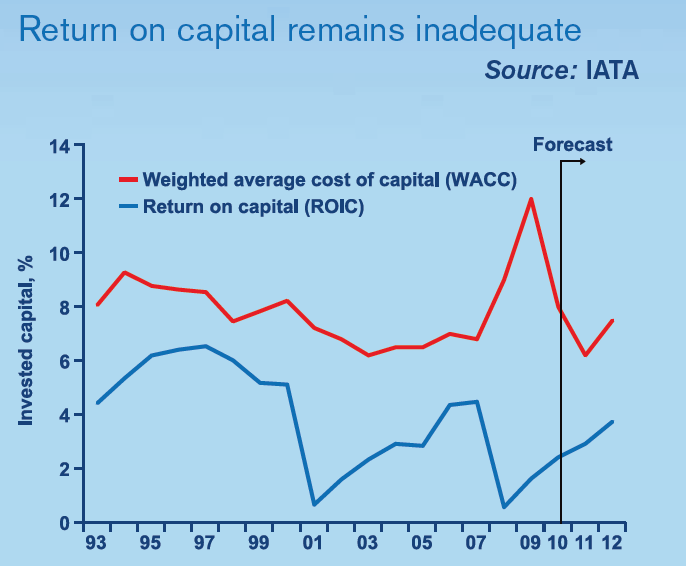 Return on capital remains inadequate
Source: IATA
Forecast
Weighted average cost of capital (WACC)
Return on capital (ROIC)
Invested capital, %
14
12
10
8
6
4
2
0
93 95 97 99 01 03 05 07 09 10 11 12